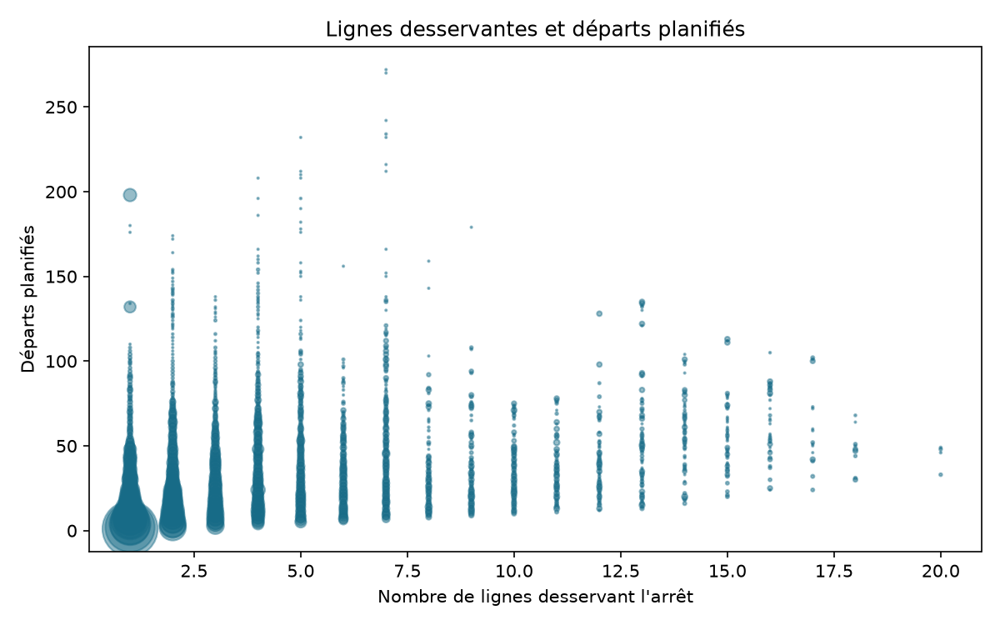 Lignes desservantes et départs planifiés
Départs planifiés
250
200
150
100
50
0
2.5 5.0 7.5 10.0 12.5 15.0 17.5 20.0
Nombre de lignes desservant l'arrêt